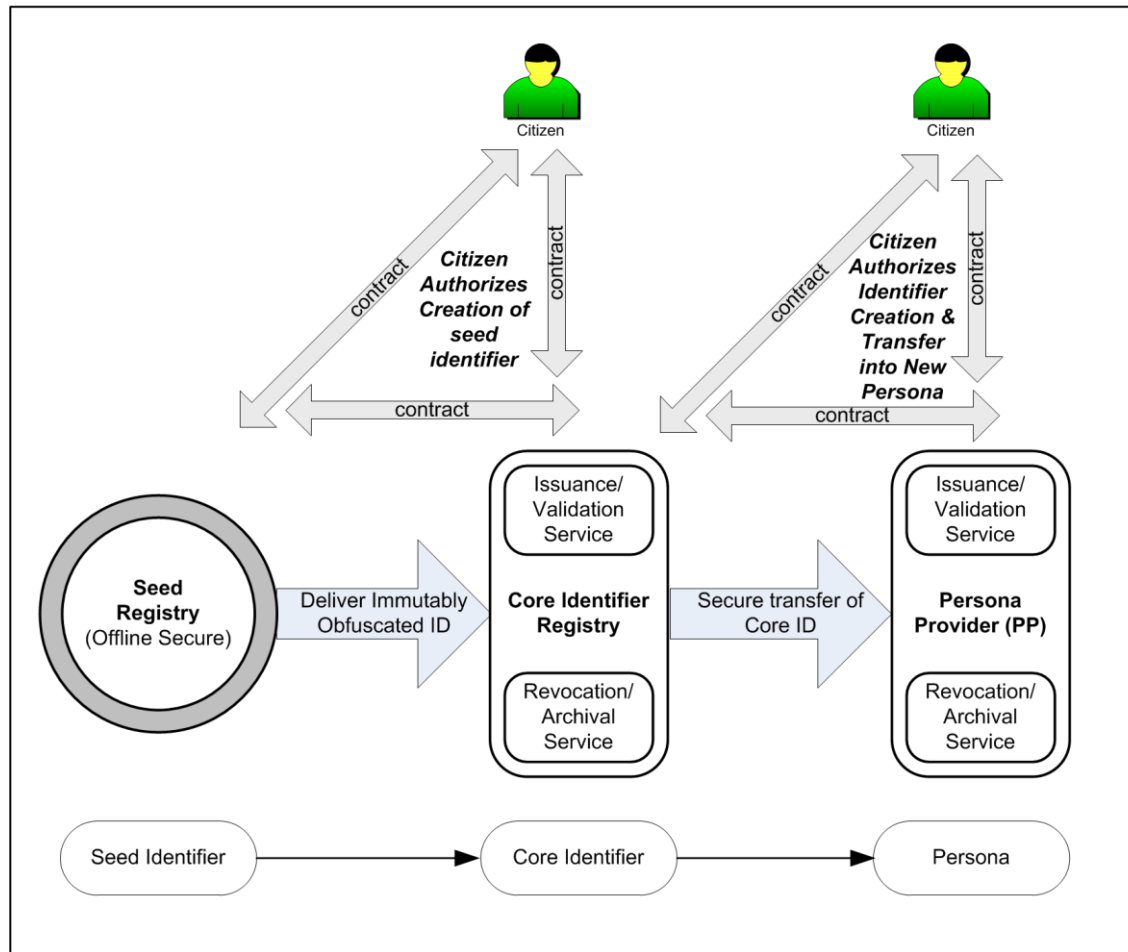 Citizen
Citizen
contract
contract
Citizen
Authorizes
Creation of
seed
identifier
contract
contract
contract
Citizen
Authorizes
Identifier
Creation &
Transfer
into New
Persona
contract
Seed
Registry
(Offline Secure)
Deliver Immutably
Obfuscated ID
Issuance/
Validation
Service
Core Identifier
Registry
Revocation/
Archival
Service
Secure transfer of
Core ID
Issuance/
Validation
Service
Persona
Provider (PP)
Revocation/
Archival
Service
Seed Identifier
Core Identifier
Persona